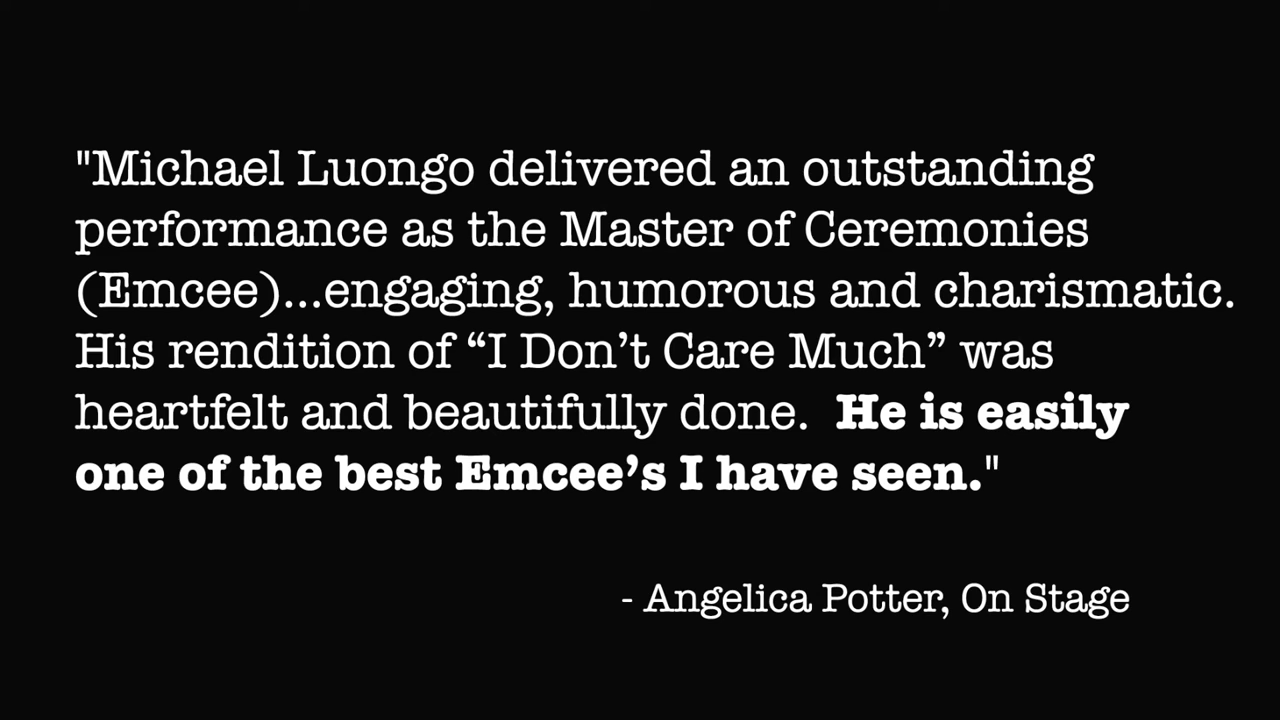 "Michael Luongo delivered an outstanding
performance as the Master of Ceremonies
(Emcee)...engaging, humorous and charismatic.
His rendition of “I Don’t Care Much” was
heartfelt and beautifully done.  He is easily
one of the best Emcee’s I have seen."
- Angelica Potter, On Stage